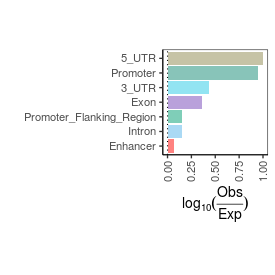 5_UTR
Promoter
3_UTR
Exon
Promoter_Flanking_Region
Intron
Enhancer
0.00 0.25 0.50 0.75 1.00
log₁₀(Obs/Exp)